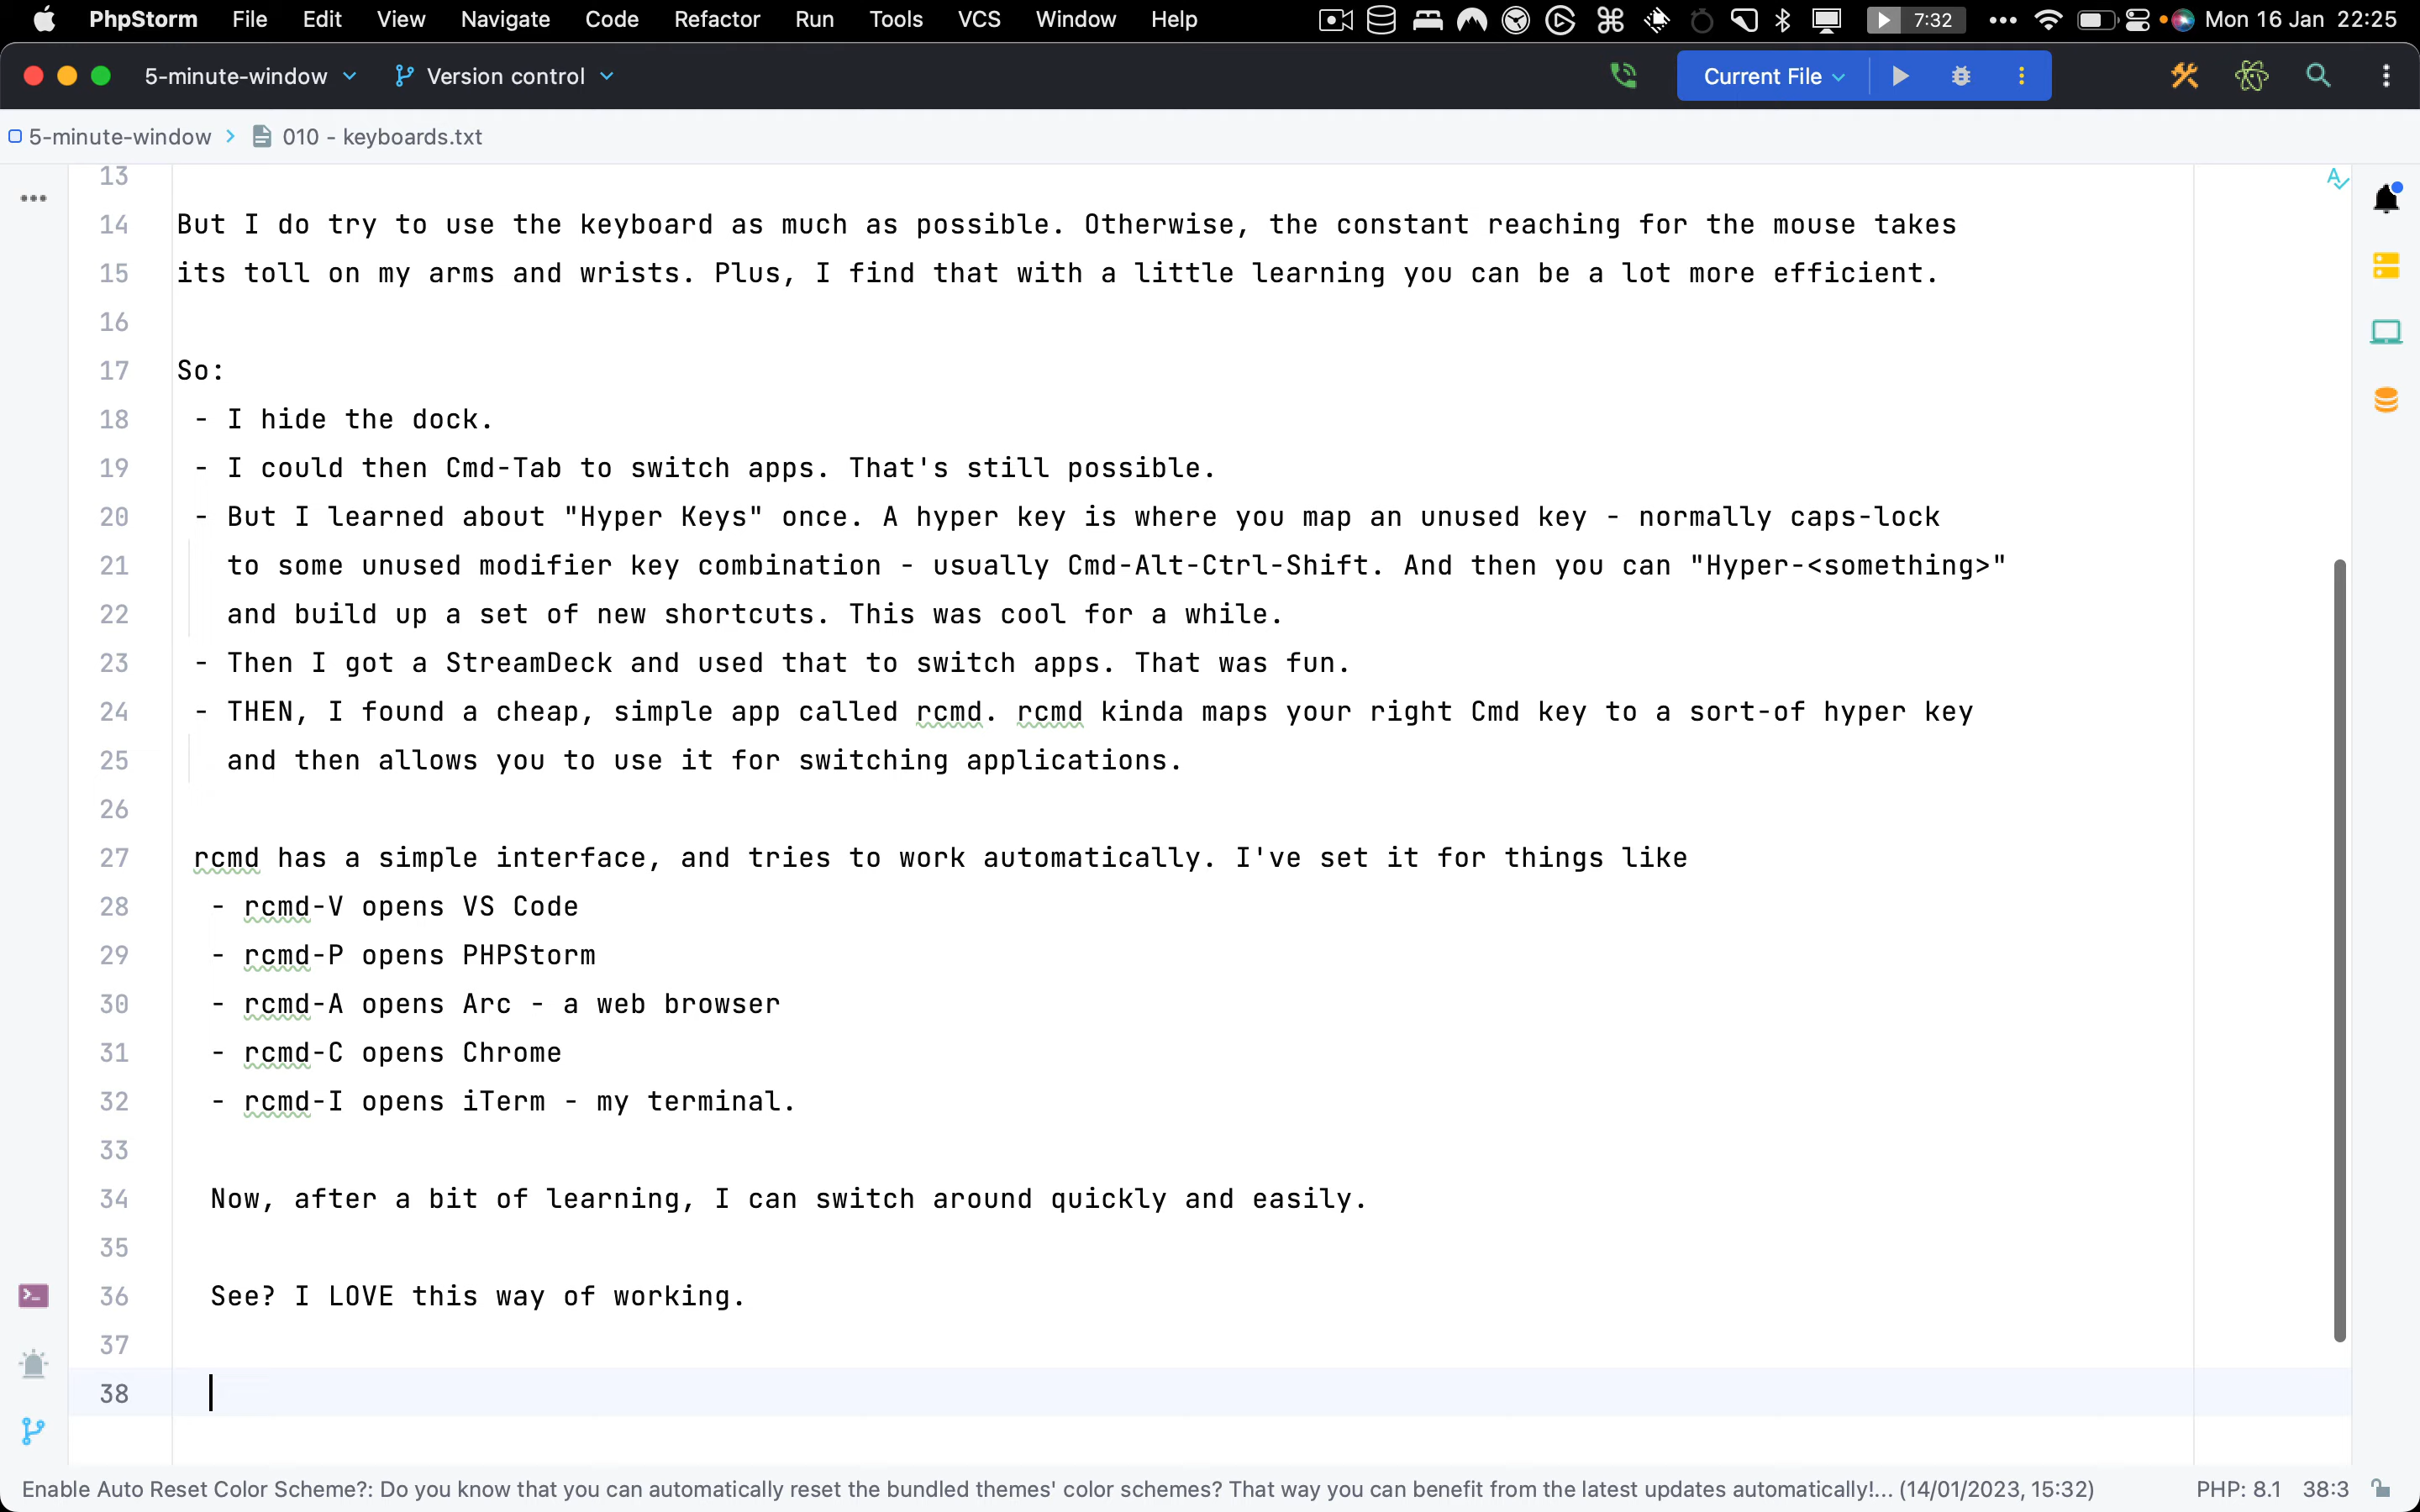 PhpStorm File Edit View Navigate Code Refactor Run Tools VCS Window Help 7:32 Mon 16 Jan 22:25
5-minute-window Version control Current File
5-minute-window 010 - keyboards.txt
13
14 But I do try to use the keyboard as much as possible. Otherwise, the constant reaching for the mouse takes
15 its toll on my arms and wrists. Plus, I find that with a little learning you can be a lot more efficient.
16
17 So:
18 - I hide the dock.
19 - I could then Cmd-Tab to switch apps. That's still possible.
20 - But I learned about "Hyper Keys" once. A hyper key is where you map an unused key - normally caps-lock
21 to some unused modifier key combination - usually Cmd-Alt-Ctrl-Shift. And then you can "Hyper-<something>"
22 and build up a set of new shortcuts. This was cool for a while.
23 - Then I got a StreamDeck and used that to switch apps. That was fun.
24 - THEN, I found a cheap, simple app called rcmd. rcmd kinda maps your right Cmd key to a sort-of hyper key
25 and then allows you to use it for switching applications.
26
27 rcmd has a simple interface, and tries to work automatically. I've set it for things like
28 - rcmd-V opens VS Code
29 - rcmd-P opens PHPStorm
30 - rcmd-A opens Arc - a web browser
31 - rcmd-C opens Chrome
32 - rcmd-I opens iTerm - my terminal.
33
34 Now, after a bit of learning, I can switch around quickly and easily.
35
36 See? I LOVE this way of working.
37
38
Enable Auto Reset Color Scheme?: Do you know that you can automatically reset the bundled themes' color schemes? That way you can benefit from the latest updates automatically!... (14/01/2023, 15:32) PHP: 8.1 38:3